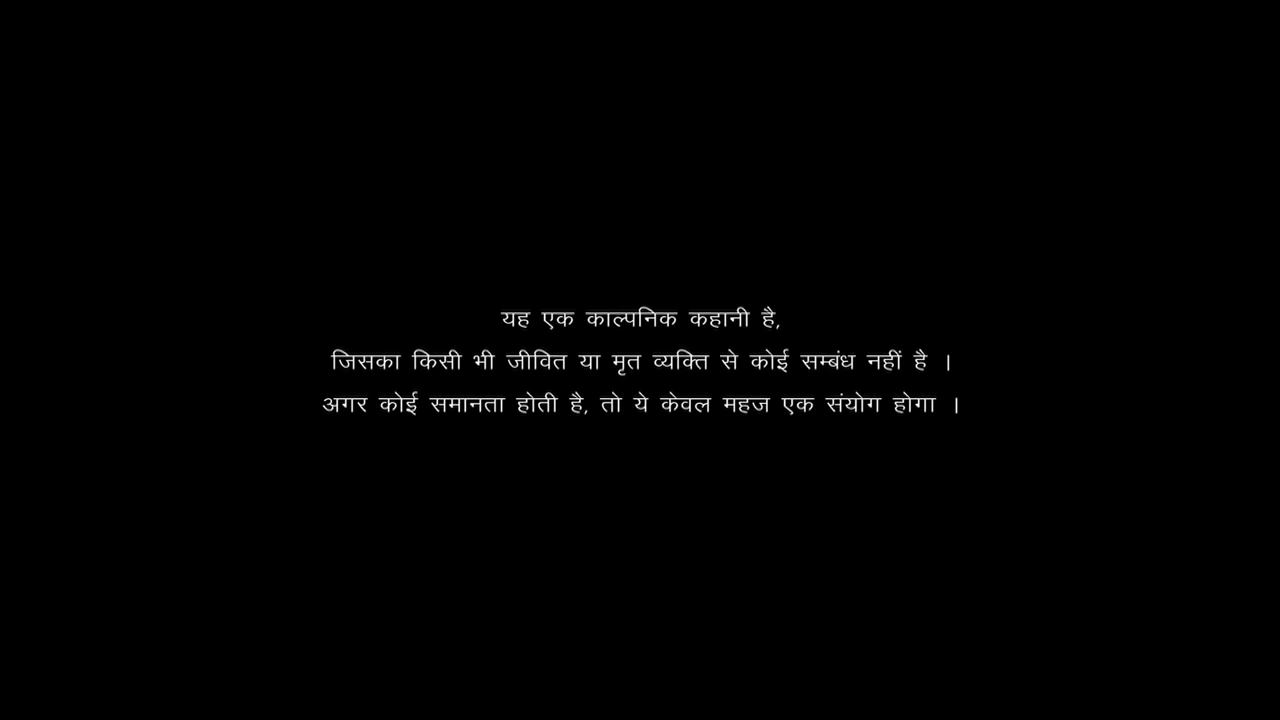 यह एक काल्पनिक कहानी है,
जिसका किसी भी जीवित या मृत व्यक्ति से कोई सम्बंध नहीं है ।
अगर कोई समानता होती है, तो ये केवल महज एक संयोग होगा ।